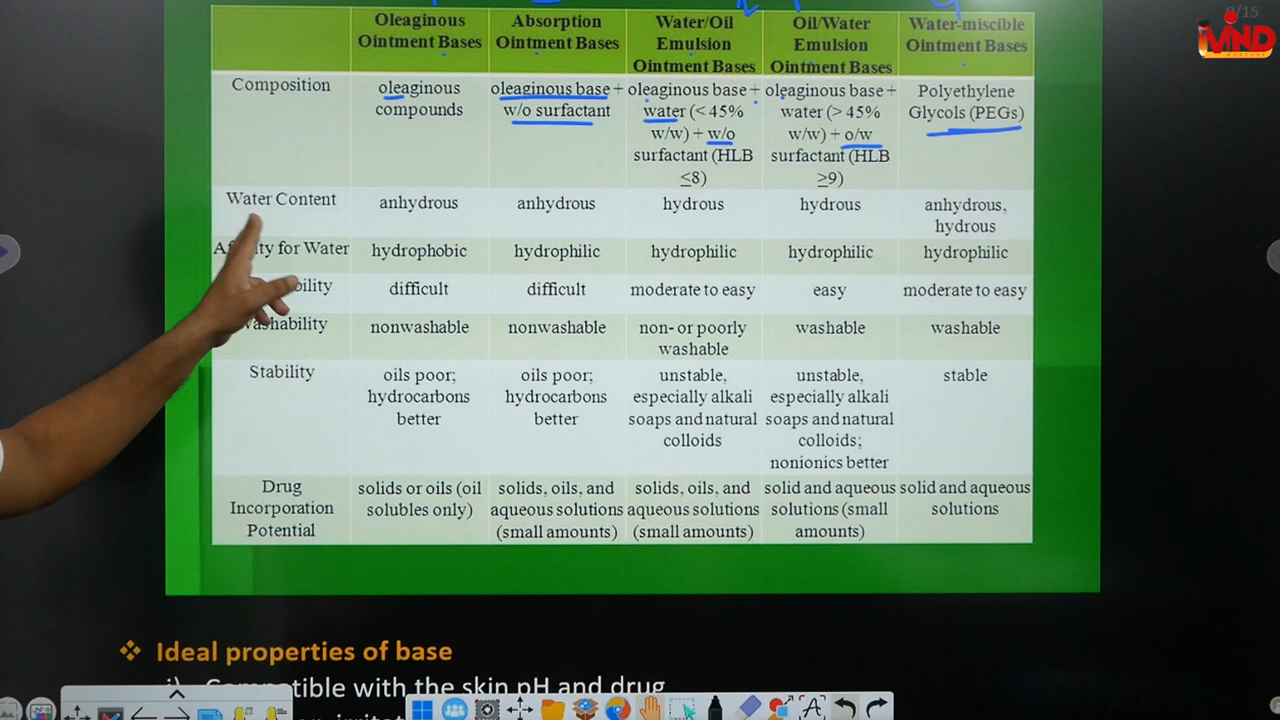 9/15
MIND
Oleaginous Ointment Bases
Absorption Ointment Bases
Water/Oil Emulsion Ointment Bases
Oil/Water Emulsion Ointment Bases
Water-miscible Ointment Bases
Composition
oleaginous compounds
oleaginous base + w/o surfactant
oleaginous base + water (< 45% w/w) + w/o surfactant (HLB ≤8)
oleaginous base + water (> 45% w/w) + o/w surfactant (HLB ≥9)
Polyethylene Glycols (PEGs)
Water Content
anhydrous
anhydrous
hydrous
hydrous
anhydrous, hydrous
for Water
hydrophobic
hydrophilic
hydrophilic
hydrophilic
hydrophilic
difficult
difficult
moderate to easy
easy
moderate to easy
Washability
nonwashable
nonwashable
non- or poorly washable
washable
washable
Stability
oils poor; hydrocarbons better
oils poor; hydrocarbons better
unstable, especially alkali soaps and natural colloids
unstable, especially alkali soaps and natural colloids; nonionics better
stable
Drug Incorporation Potential
solids or oils (oil solubles only)
solids, oils, and aqueous solutions (small amounts)
solids, oils, and aqueous solutions (small amounts)
solid and aqueous solutions (small amounts)
solid and aqueous solutions
❖ Ideal properties of base
i) Compatible with the skin pH and drug